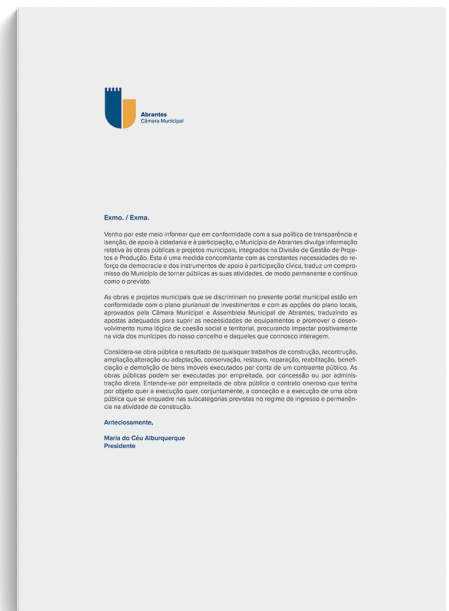 Abrantes
Câmara Municipal
Exmo. / Exma.
Venho por este meio informar que em conformidade com a sua política de transparência e
isenção, de apoio à cidadania e à participação, o Município de Abrantes divulga informação
relativa às obras públicas e projetos municipais, integrados na Divisão de Gestão de Proje-
tos e Produção. Esta é uma medida concomitante com as constantes necessidades de re-
forço da democracia e dos instrumentos de apoio à participação cívica, traduz um compro-
misso do Município de tornar públicas as suas atividades, de modo permanente e contínuo
como o previsto.
As obras e projetos municipais que se discriminam no presente portal municipal estão em
conformidade com o plano plurianual de investimentos e com as opções do plano locais,
aprovados pela Câmara Municipal e Assembleia Municipal de Abrantes, traduzindo as
apostas adequadas para suprir as necessidades de equipamentos e promover o desen-
volvimento numa lógica de coesão social e territorial, procurando impactar positivamente
na vida dos munícipes do nosso concelho e daqueles que connosco interagem.
Considera-se obra pública o resultado de quaisquer trabalhos de construção, recontrução,
ampliação,alteração ou adaptação, conservação, restauro, reparação, reabilitação, benefi-
ciação e demolição de bens imóveis executados por conta de um contraente público. As
obras públicas podem ser executadas por empreitada, por concessão ou por adminis-
tração direta. Entende-se por empreitada de obra pública o contrato oneroso que tenha
por objeto quer a execução quer, conjuntamente, a conceção e a execução de uma obra
pública que se enquadre nas subcategorias previstas no regime de ingresso e permanên-
cia na atividade de construção.
Anteciosamente,
Maria do Céu Alburquerque
Presidente